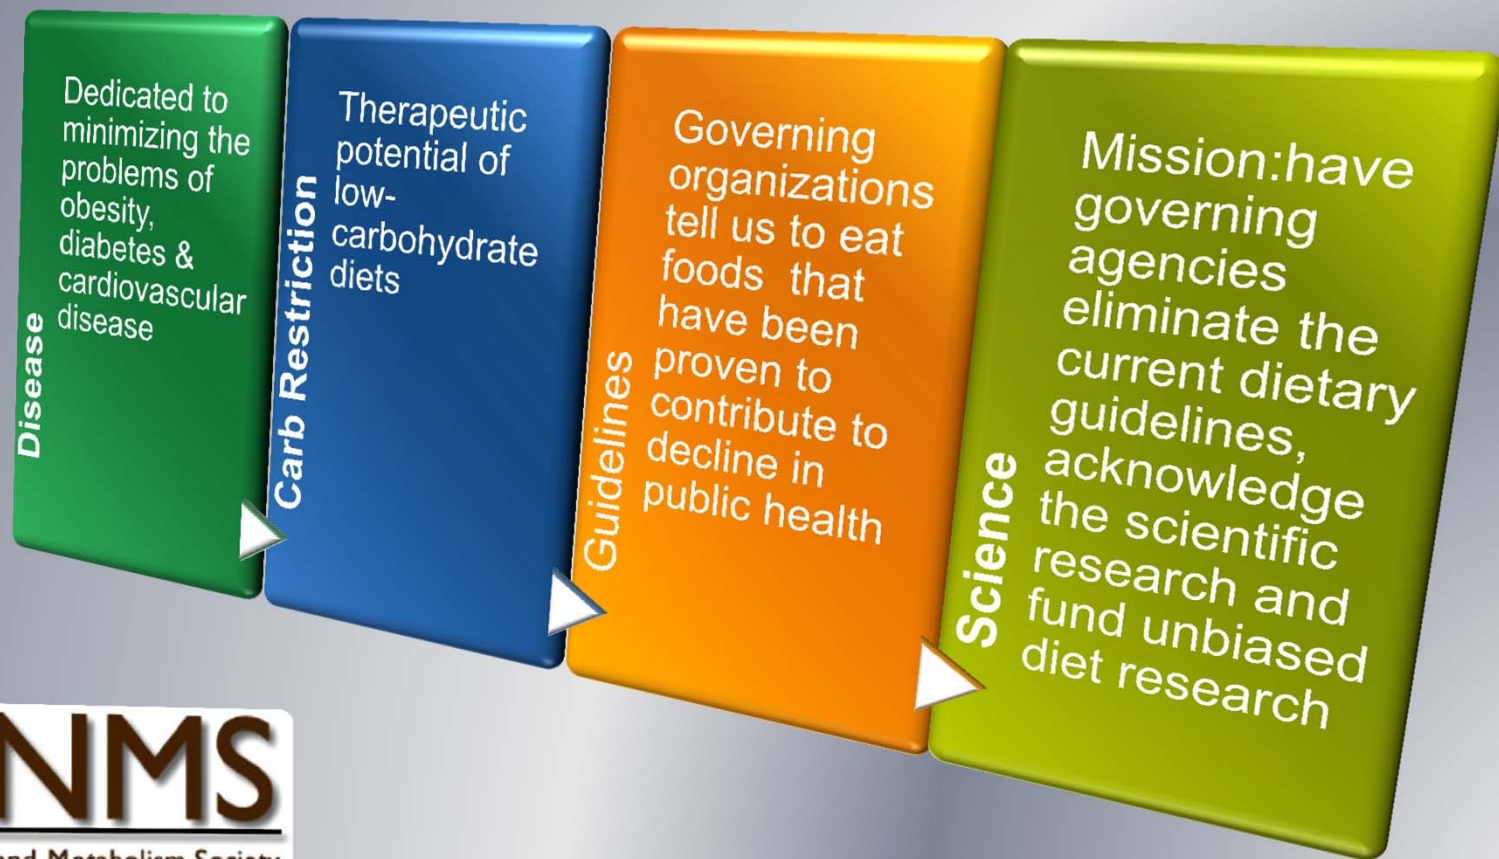 Disease
Dedicated to
minimizing the
problems of
obesity,
diabetes &
cardiovascular
disease
Carb Restriction
Therapeutic
potential of
low-
carbohydrate
diets
Guidelines
Governing
organizations
tell us to eat
foods that
have been
proven to
contribute to
decline in
public health
Science
Mission:have
governing
agencies
eliminate the
current dietary
guidelines,
acknowledge
the scientific
research and
fund unbiased
diet research
NMS
and Metabolism Society